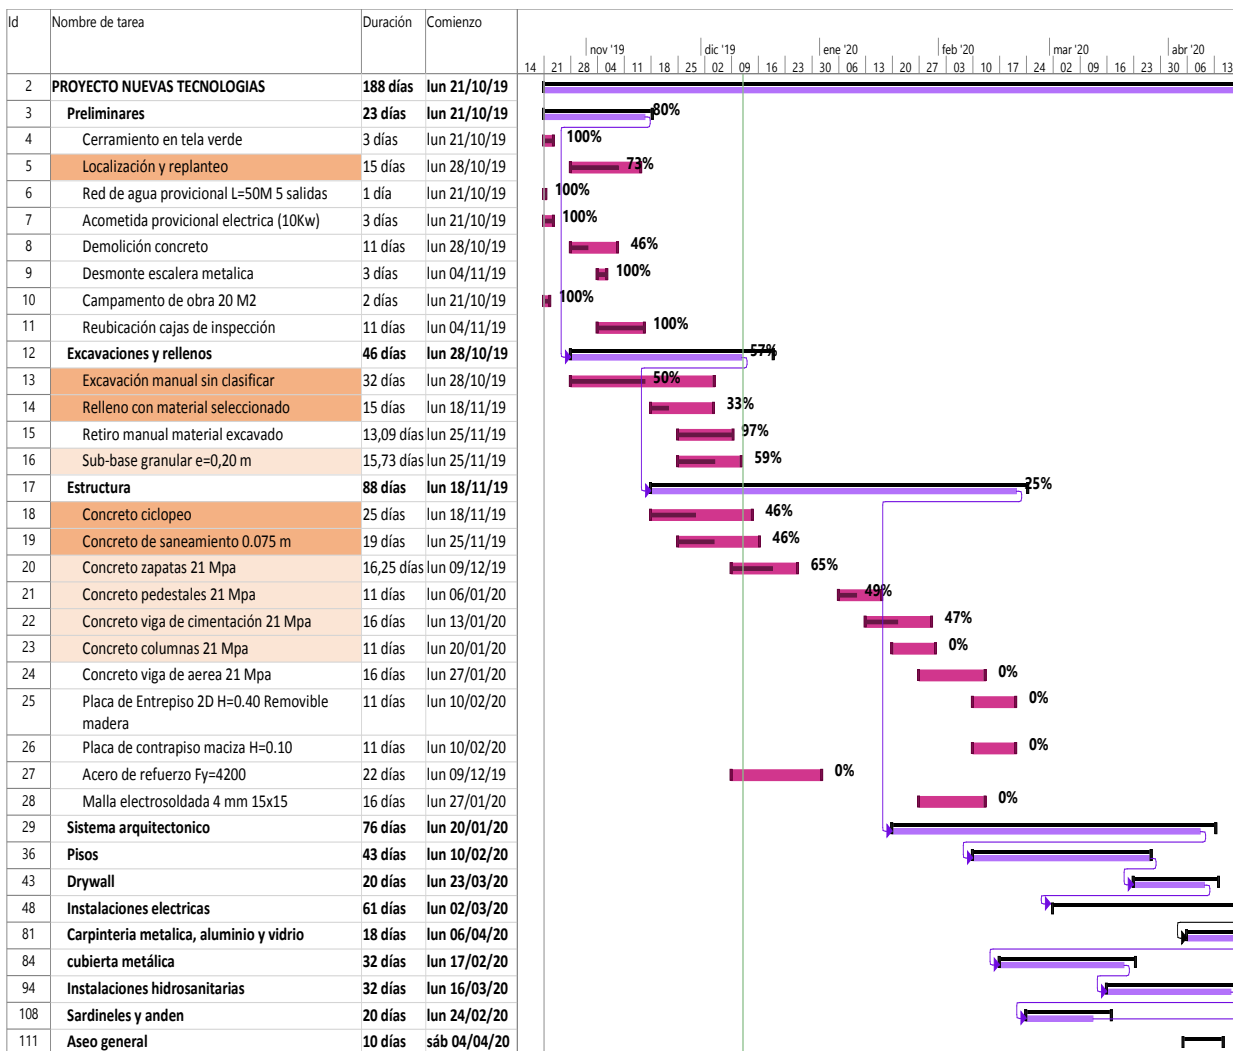 Id Nombre de tarea Duración Comienzo
nov '19 dic '19 ene '20 feb '20 mar '20 abr '20
14 21 28 04 11 18 25 02 09 16 23 30 06 13 20 27 03 10 17 24 02 09 16 23 30 06 13
2 PROYECTO NUEVAS TECNOLOGIAS 188 días lun 21/10/19
3 Preliminares 23 días lun 21/10/19 80%
4 Cerramiento en tela verde 3 días lun 21/10/19 100%
5 Localización y replanteo 15 días lun 28/10/19 73%
6 Red de agua provicional L=50M 5 salidas 1 día lun 21/10/19 100%
7 Acometida provicional electrica (10Kw) 3 días lun 21/10/19 100%
8 Demolición concreto 11 días lun 28/10/19 46%
9 Desmonte escalera metalica 3 días lun 04/11/19 100%
10 Campamento de obra 20 M2 2 días lun 21/10/19 100%
11 Reubicación cajas de inspección 11 días lun 04/11/19 100%
12 Excavaciones y rellenos 46 días lun 28/10/19 57%
13 Excavación manual sin clasificar 32 días lun 28/10/19 50%
14 Relleno con material seleccionado 15 días lun 18/11/19 33%
15 Retiro manual material excavado 13,09 días lun 25/11/19 97%
16 Sub-base granular e=0,20 m 15,73 días lun 25/11/19 59%
17 Estructura 88 días lun 18/11/19 25%
18 Concreto ciclopeo 25 días lun 18/11/19 46%
19 Concreto de saneamiento 0.075 m 19 días lun 25/11/19 46%
20 Concreto zapatas 21 Mpa 16,25 días lun 09/12/19 65%
21 Concreto pedestales 21 Mpa 11 días lun 06/01/20 49%
22 Concreto viga de cimentación 21 Mpa 16 días lun 13/01/20 47%
23 Concreto columnas 21 Mpa 11 días lun 20/01/20 0%
24 Concreto viga de aerea 21 Mpa 16 días lun 27/01/20 0%
25 Placa de Entrepiso 2D H=0.40 Removible 11 días lun 10/02/20 0%
madera
26 Placa de contrapiso maciza H=0.10 11 días lun 10/02/20 0%
27 Acero de refuerzo Fy=4200 22 días lun 09/12/19 0%
28 Malla electrosoldada 4 mm 15x15 16 días lun 27/01/20 0%
29 Sistema arquitectonico 76 días lun 20/01/20
36 Pisos 43 días lun 10/02/20
43 Drywall 20 días lun 23/03/20
48 Instalaciones electricas 61 días lun 02/03/20
81 Carpinteria metalica, aluminio y vidrio 18 días lun 06/04/20
84 cubierta metálica 32 días lun 17/02/20
94 Instalaciones hidrosanitarias 32 días lun 16/03/20
108 Sardineles y anden 20 días lun 24/02/20
111 Aseo general 10 días sáb 04/04/20